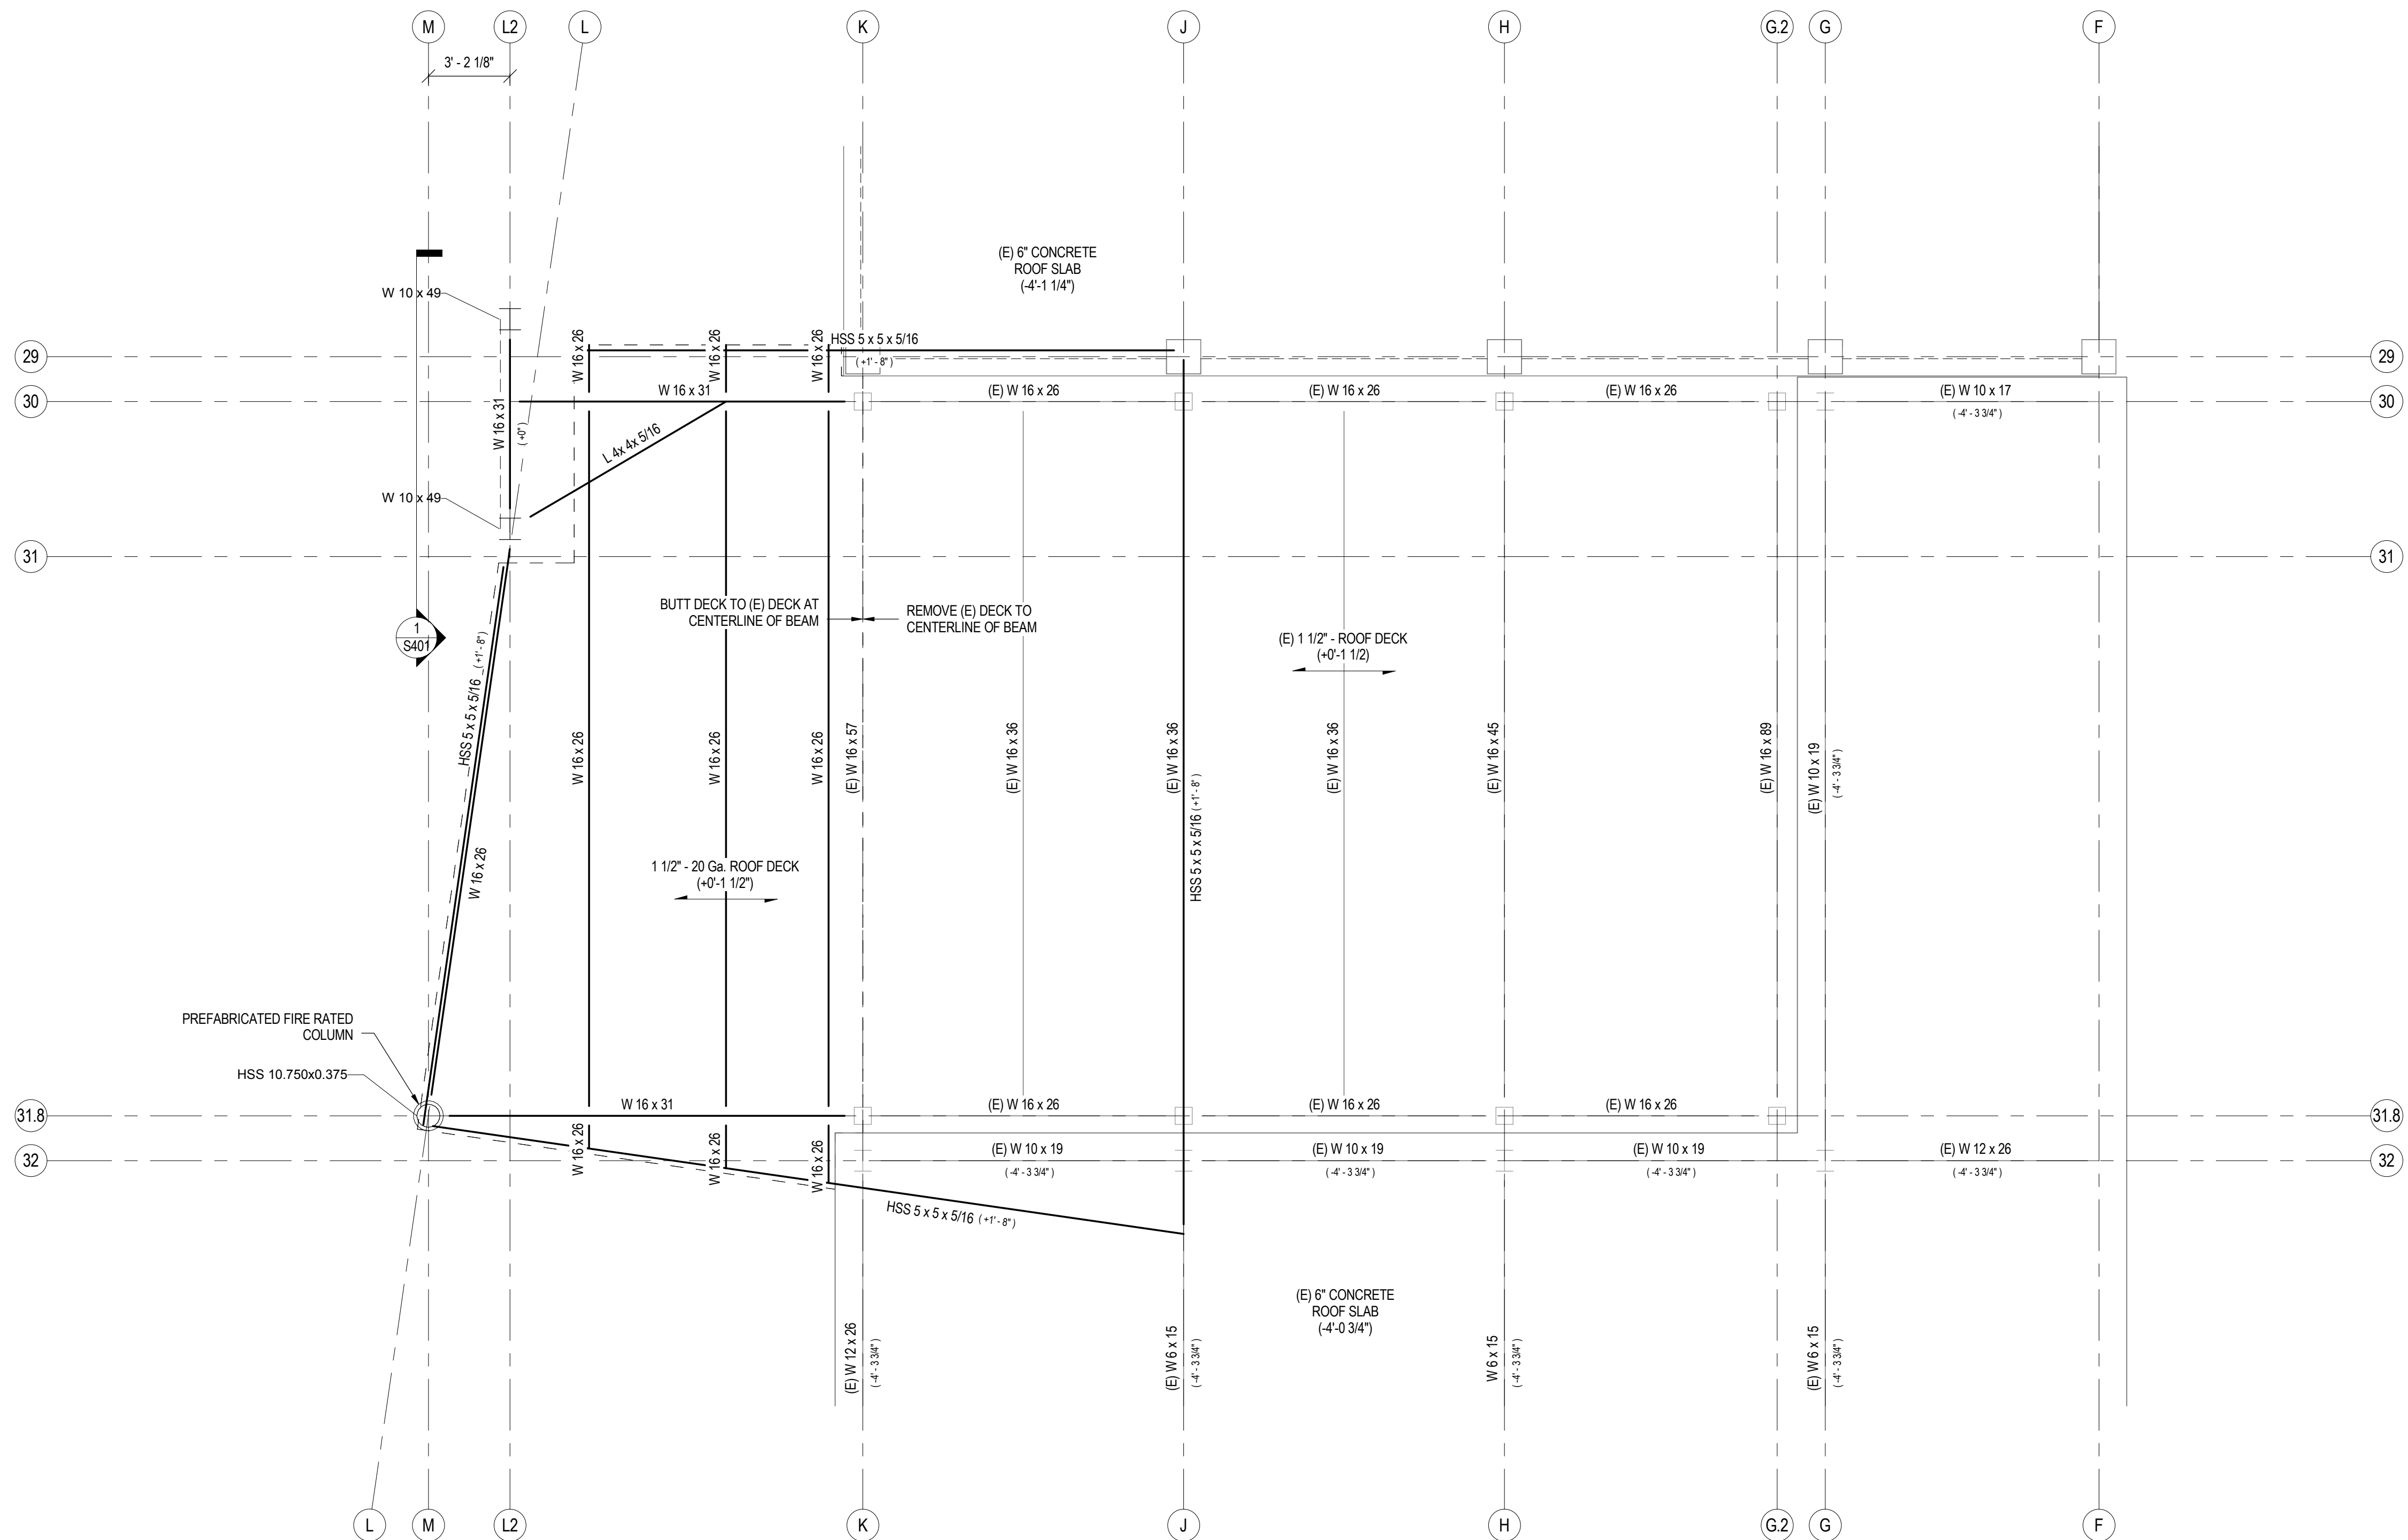 M
L2
L
K
J
H
G.2
G
F
3' - 2 1/8"
(E) 6" CONCRETE
ROOF SLAB
(-4'-1 1/4")
W 10 x 49
W 16 x 26
W 16 x 26
W 16 x 26
HSS 5 x 5 x 5/16
( +1' - 8" )
29
29
30
W 16 x 31
(E) W 16 x 26
(E) W 16 x 26
(E) W 16 x 26
(E) W 10 x 17
( -4' - 3 3/4" )
30
W 16 x 31
( +0" )
L 4x 4x 5/16
W 10 x 49
31
31
BUTT DECK TO (E) DECK AT
CENTERLINE OF BEAM
REMOVE (E) DECK TO
CENTERLINE OF BEAM
1
S401
(E) 1 1/2" - ROOF DECK
(+0'-1 1/2)
HSS 5 x 5 x 5/16 ( +1' - 8" )
W 16 x 26
W 16 x 26
W 16 x 26
W 16 x 26
(E) W 16 x 57
(E) W 16 x 36
(E) W 16 x 36
HSS 5 x 5 x 5/16 ( +1' - 8" )
(E) W 16 x 36
(E) W 16 x 45
(E) W 16 x 89
(E) W 10 x 19
( -4' - 3 3/4" )
1 1/2" - 20 Ga. ROOF DECK
(+0'-1 1/2")
PREFABRICATED FIRE RATED
COLUMN
HSS 10.750x0.375
31.8
W 16 x 31
(E) W 16 x 26
(E) W 16 x 26
(E) W 16 x 26
31.8
W 16 x 26
W 16 x 26
W 16 x 26
32
(E) W 10 x 19
( -4' - 3 3/4" )
(E) W 10 x 19
( -4' - 3 3/4" )
(E) W 10 x 19
( -4' - 3 3/4" )
(E) W 12 x 26
( -4' - 3 3/4" )
32
HSS 5 x 5 x 5/16 ( +1' - 8" )
(E) 6" CONCRETE
ROOF SLAB
(-4'-0 3/4")
(E) W 12 x 26
( -4' - 3 3/4" )
(E) W 6 x 15
( -4' - 3 3/4" )
W 6 x 15
( -4' - 3 3/4" )
(E) W 6 x 15
( -4' - 3 3/4" )
L
M
L2
K
J
H
G.2
G
F